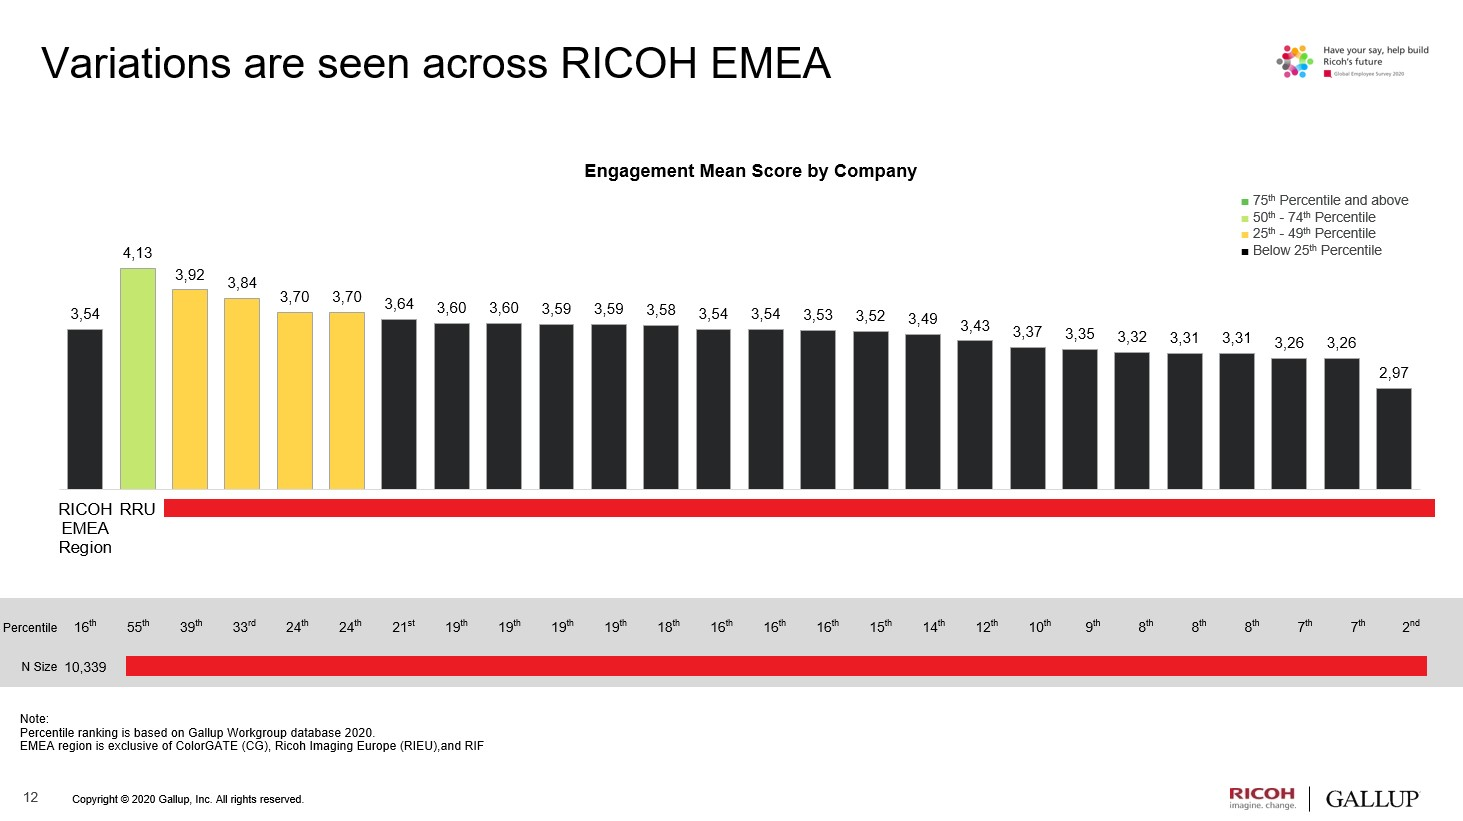 Variations are seen across RICOH EMEA
Have your say, help build
Ricoh's future
Global Employee Survey 2020
Engagement Mean Score by Company
75th Percentile and above
50th - 74th Percentile
25th - 49th Percentile
Below 25th Percentile
3,54 4,13 3,92 3,84 3,70 3,70 3,64 3,60 3,60 3,59 3,59 3,58 3,54 3,54 3,53 3,52 3,49 3,43 3,37 3,35 3,32 3,31 3,31 3,26 3,26 2,97
RICOH RRU
EMEA
Region
Percentile 16th 55th 39th 33rd 24th 24th 21st 19th 19th 19th 19th 18th 16th 16th 16th 15th 14th 12th 10th 9th 8th 8th 8th 7th 7th 2nd
N Size 10,339
Note:
Percentile ranking is based on Gallup Workgroup database 2020.
EMEA region is exclusive of ColorGATE (CG), Ricoh Imaging Europe (RIEU),and RIF
12 Copyright © 2020 Gallup, Inc. All rights reserved.
RICOH
imagine. change.
GALLUP